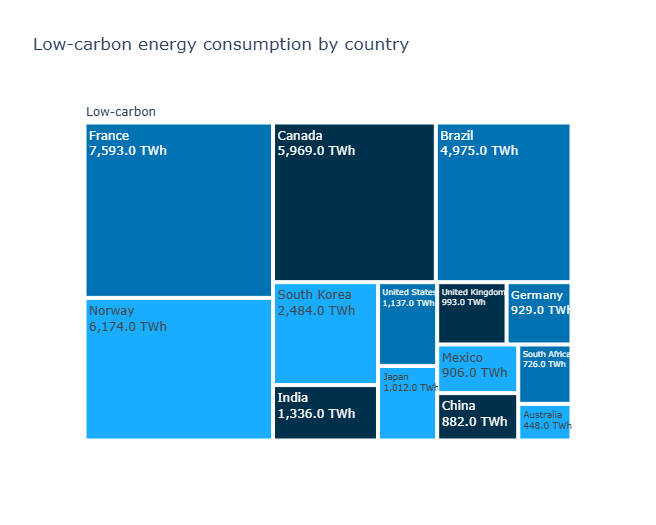 Low-carbon energy consumption by country
Low-carbon
France
7,593.0 TWh
Canada
5,969.0 TWh
Brazil
4,975.0 TWh
Norway
6,174.0 TWh
South Korea
2,484.0 TWh
United States
1,137.0 TWh
United Kingdom
993.0 TWh
Germany
929.0 TWh
India
1,336.0 TWh
Japan
1,012.0 TWh
Mexico
906.0 TWh
South Africa
726.0 TWh
China
882.0 TWh
Australia
448.0 TWh